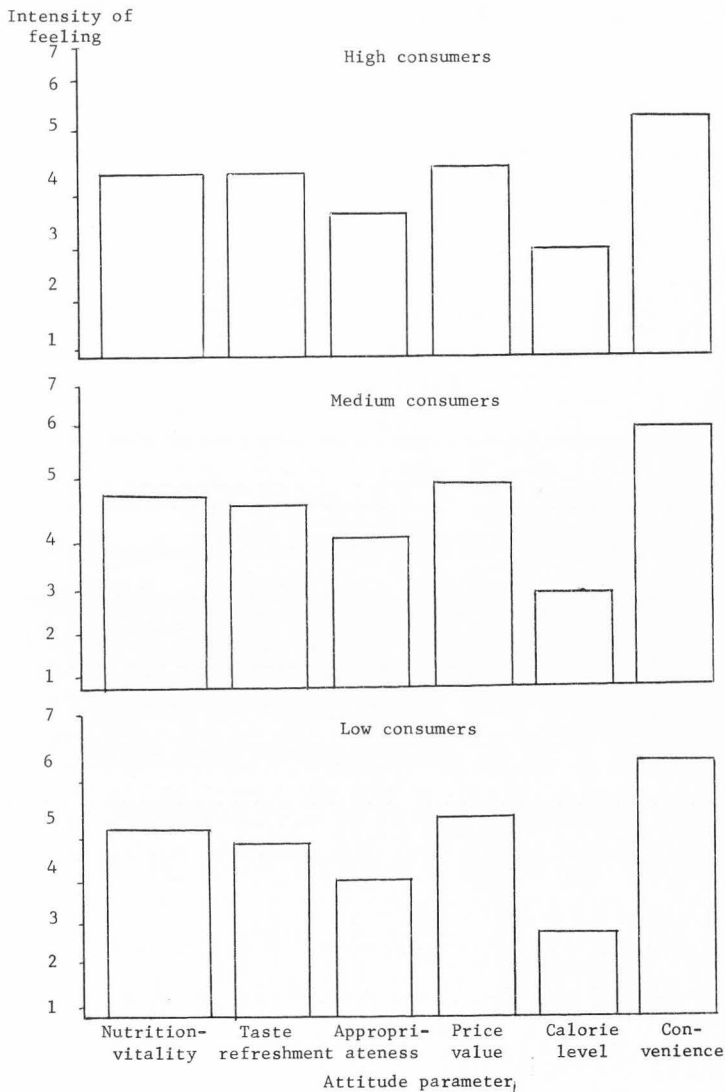 Intensity of
feeling
High consumers
7
6
5
4
3
2
1
Medium consumers
7
6
5
4
3
2
1
Low consumers
7
6
5
4
3
2
1
Nutrition- Taste Appropri- Price Calorie Con-
vitality refreshment ateness value level venience
Attitude parameter